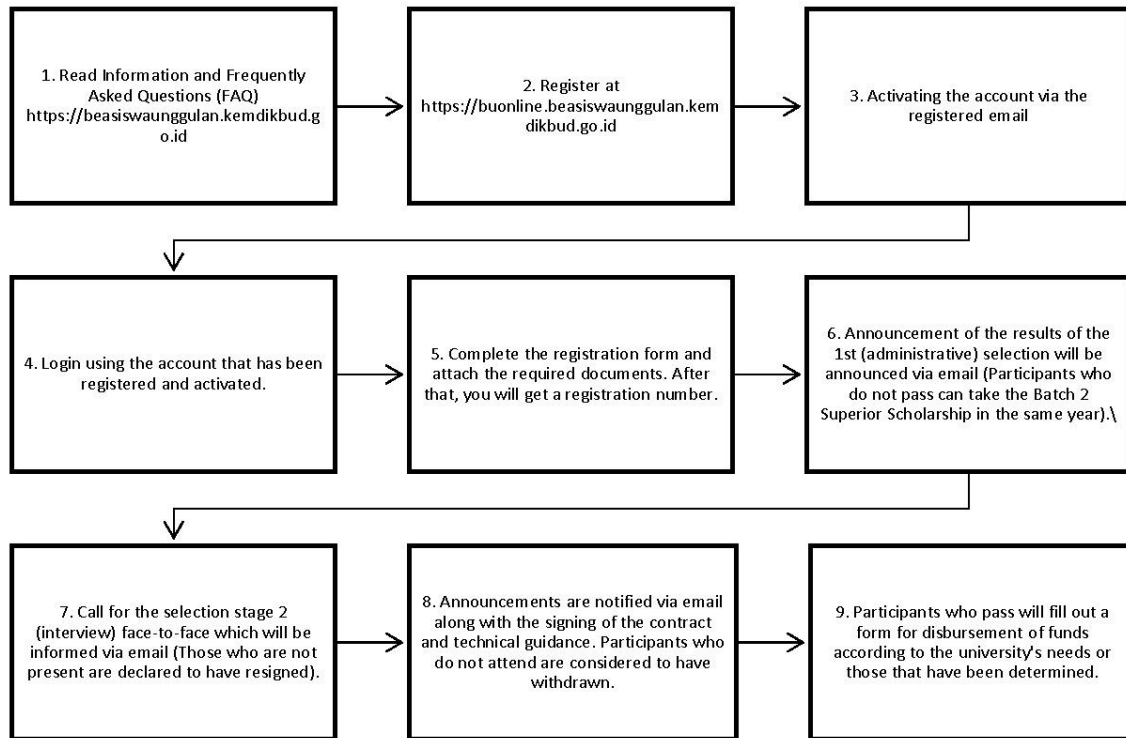 1. Read Information and Frequently
Asked Questions (FAQ)
https://beasiswaunggulan.kemdikbud.g
o.id
2. Register at
https://buonline.beasiswaunggulan.kem
dikbud.go.id
3. Activating the account via the
registered email
4. Login using the account that has been
registered and activated.
5. Complete the registration form and
attach the required documents. After
that, you will get a registration number.
6. Announcement of the results of the
1st (administrative) selection will be
announced via email (Participants who
do not pass can take the Batch 2
Superior Scholarship in the same year).\
7. Call for the selection stage 2
(interview) face-to-face which will be
informed via email (Those who are not
present are declared to have resigned).
8. Announcements are notified via email
along with the signing of the contract
and technical guidance. Participants who
do not attend are considered to have
withdrawn.
9. Participants who pass will fill out a
form for disbursement of funds
according to the university's needs or
those that have been determined.